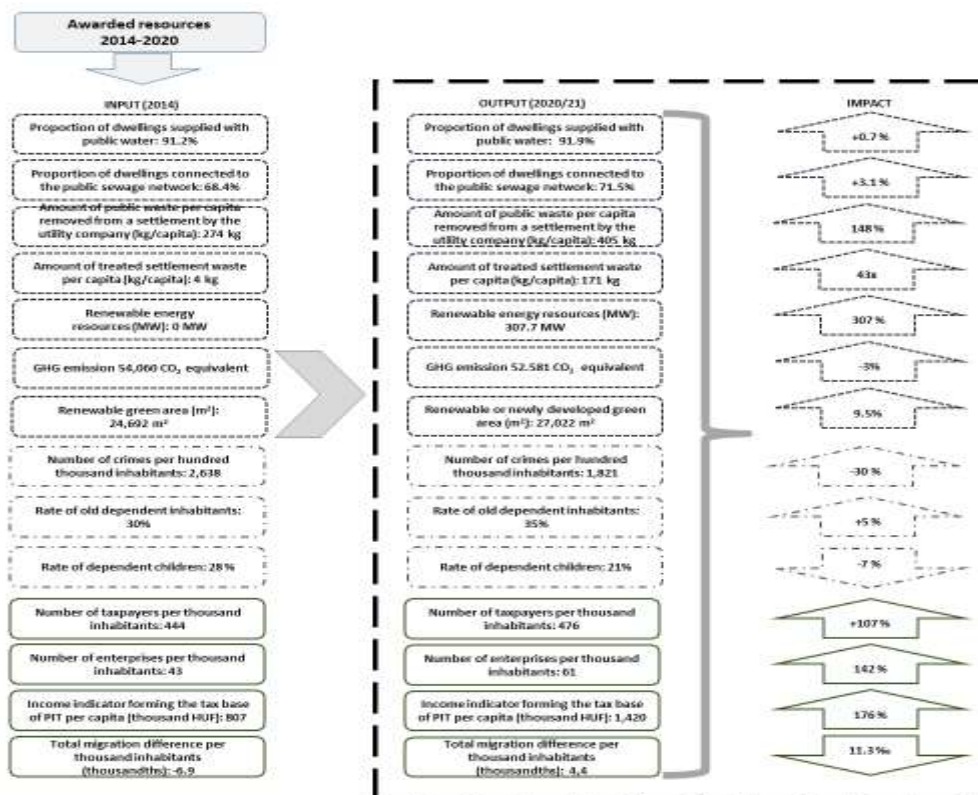 Awarded resources
2014-2020
INPUT (2014)
Proportion of dwellings supplied with
public water: 91.2%
Proportion of dwellings connected to
the public sewage network: 68.4%
Amount of public waste per capita
removed from a settlement by the
utility company (kg/capita): 274 kg
Amount of treated settlement waste
per capita (kg/capita): 4 kg
Renewable energy
resources (MW): 0 MW
GHG emission 54,060 CO₂ equivalent
Renewable green area (m²):
24,692 m²
Number of crimes per hundred
thousand inhabitants: 2,638
Rate of old dependent inhabitants:
30%
Rate of dependent children: 28 %
Number of taxpayers per thousand
inhabitants: 444
Number of enterprises per thousand
inhabitants: 43
Income indicator forming the tax base
of PIT per capita (thousand HUF): 807
Total migration difference per
thousand inhabitants
(thousandths): -6.9
OUTPUT (2020/21)
Proportion of dwellings supplied with
public water: 91.9%
Proportion of dwellings connected to
the public sewage network: 71.5%
Amount of public waste per capita
removed from a settlement by the
utility company (kg/capita): 405 kg
Amount of treated settlement waste
per capita (kg/capita): 171 kg
Renewable energy resources (MW):
307.7 MW
GHG emission 52.581 CO₂ equivalent
Renewable or newly developed green
area (m²): 27,022 m²
Number of crimes per hundred
thousand inhabitants: 1,821
Rate of old dependent inhabitants:
35%
Rate of dependent children: 21%
Number of taxpayers per thousand
inhabitants: 476
Number of enterprises per thousand
inhabitants: 61
Income indicator forming the tax base
of PIT per capita (thousand HUF): 1,420
Total migration difference per
thousand inhabitants
(thousandths): 4,4
IMPACT
+0.7 %
+3.1 %
148 %
43x
307 %
-3%
9.5%
-30 %
+5 %
-7 %
+107 %
142 %
176 %
11.3 ‰